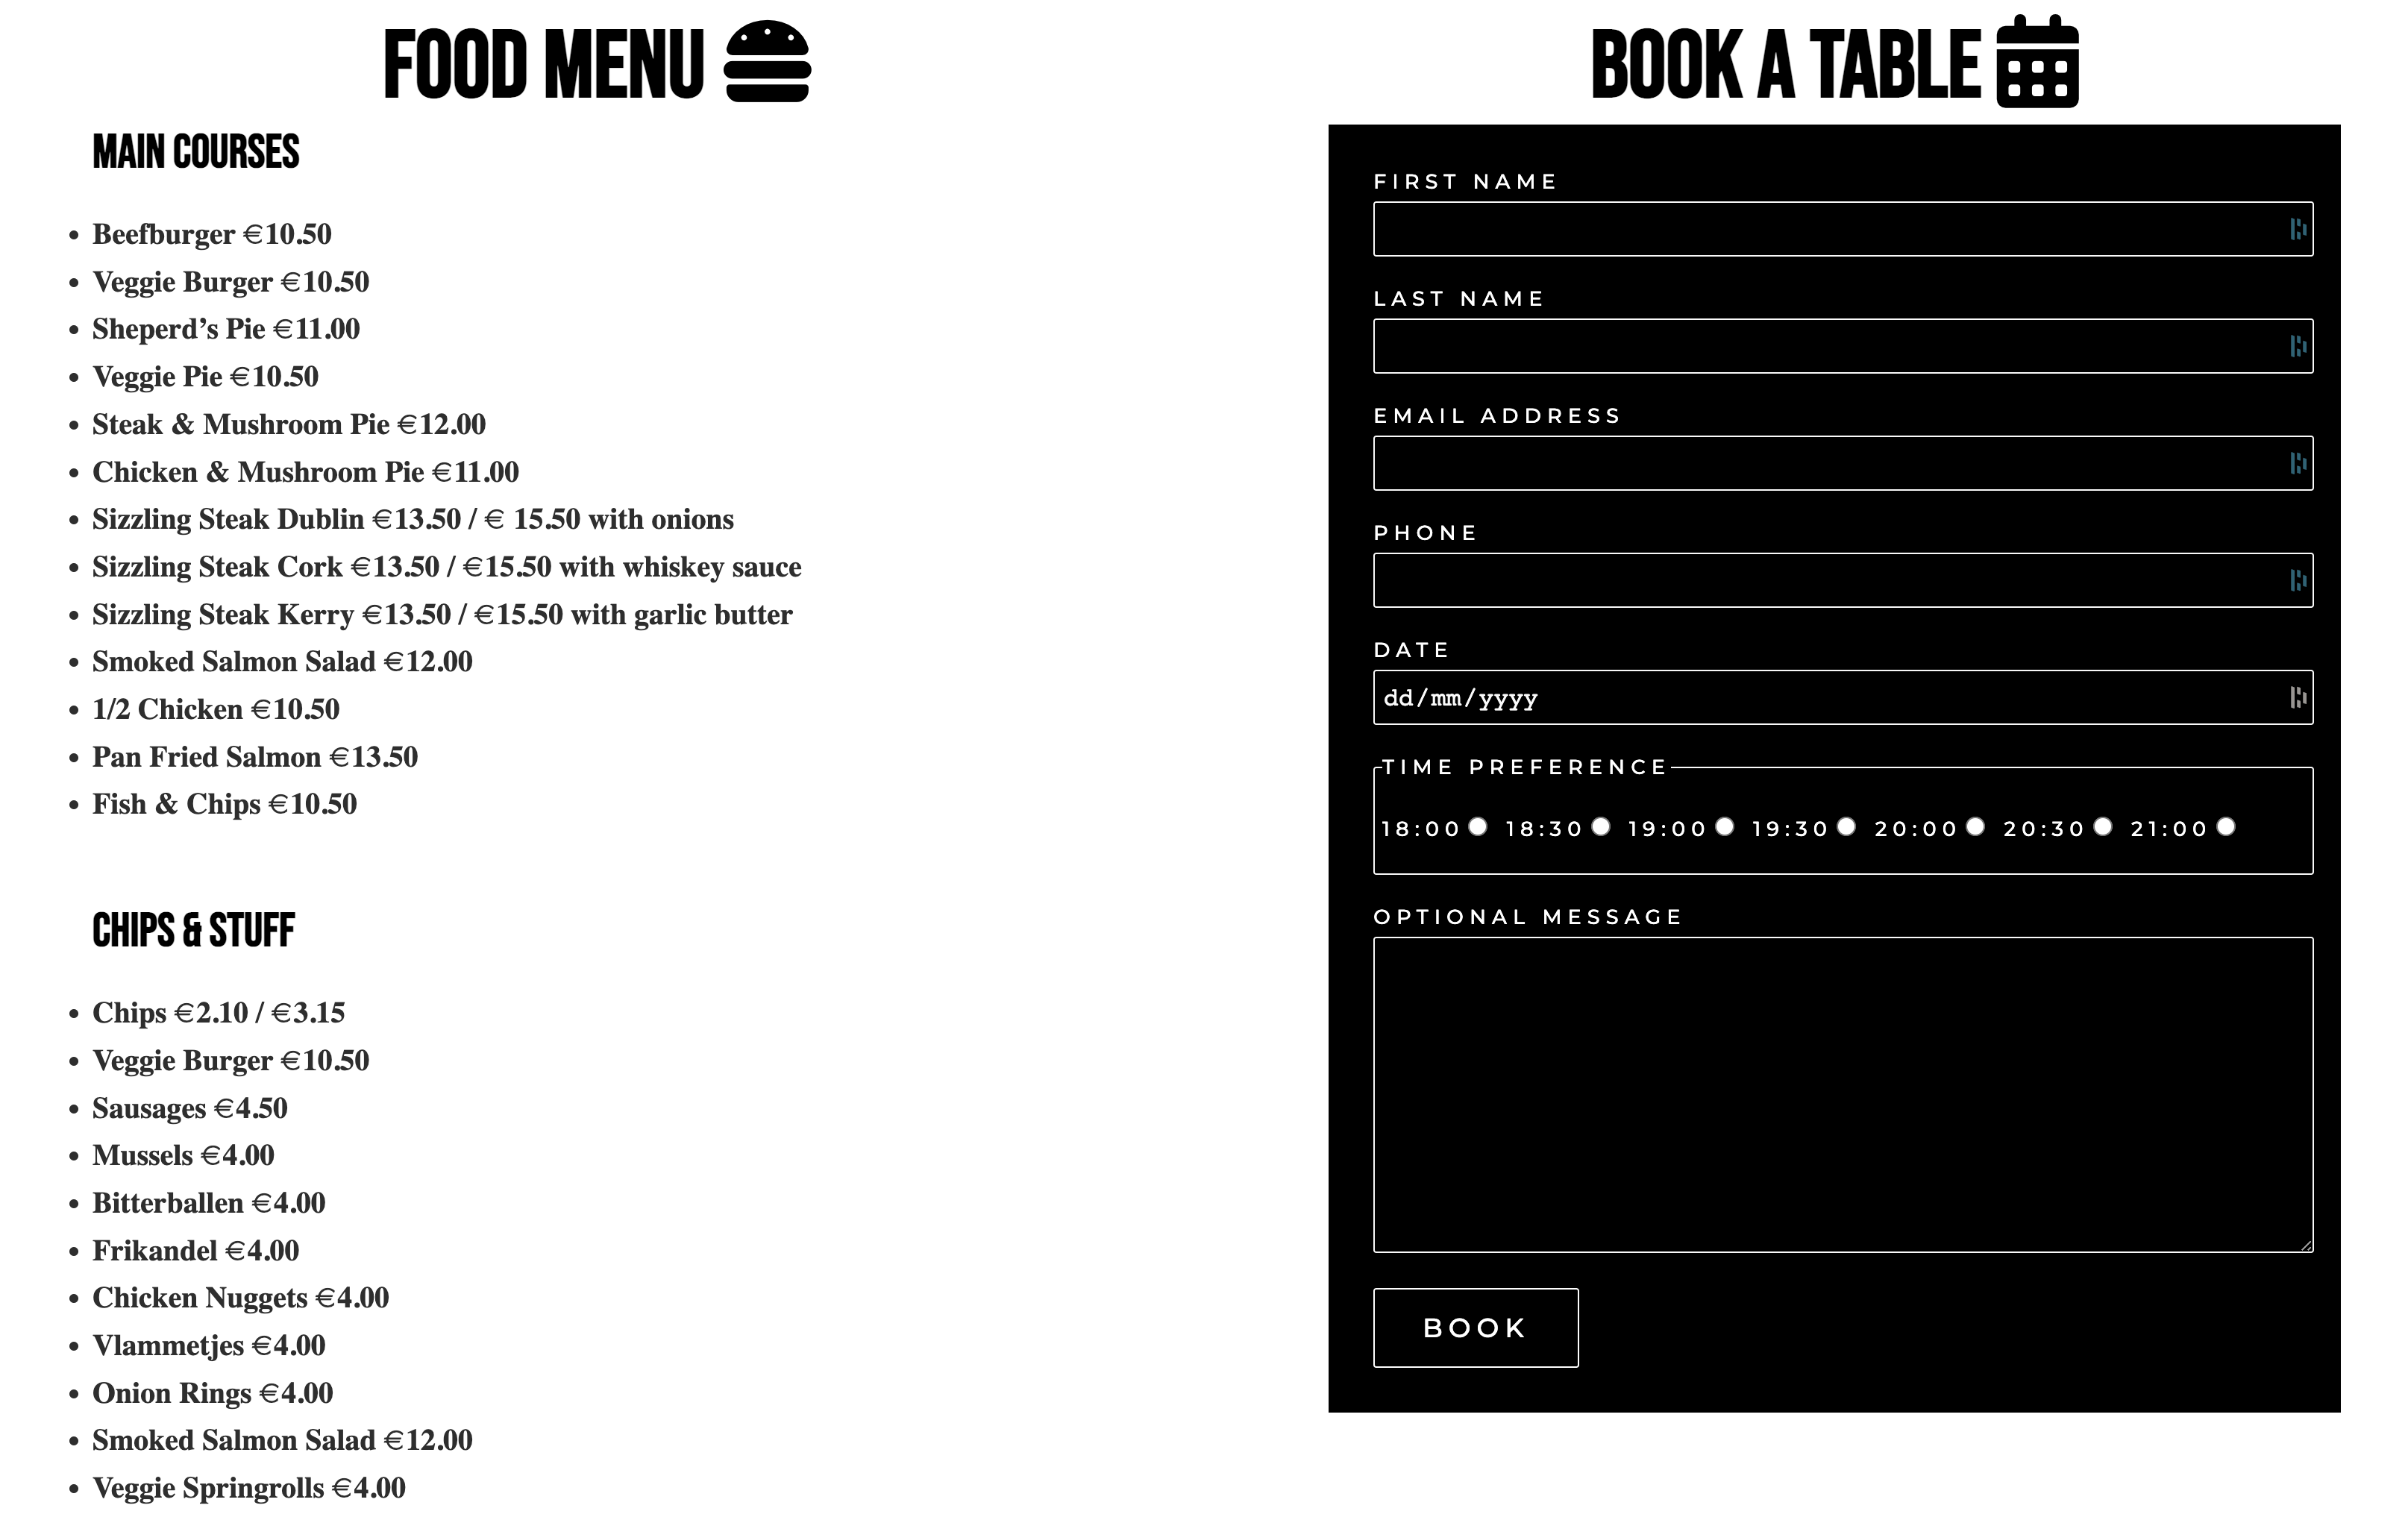 FOOD MENU
MAIN COURSES
Beefburger €10.50
Veggie Burger €10.50
Sheperd’s Pie €11.00
Veggie Pie €10.50
Steak & Mushroom Pie €12.00
Chicken & Mushroom Pie €11.00
Sizzling Steak Dublin €13.50 / € 15.50 with onions
Sizzling Steak Cork €13.50 / €15.50 with whiskey sauce
Sizzling Steak Kerry €13.50 / €15.50 with garlic butter
Smoked Salmon Salad €12.00
1/2 Chicken €10.50
Pan Fried Salmon €13.50
Fish & Chips €10.50
CHIPS & STUFF
Chips €2.10 / €3.15
Veggie Burger €10.50
Sausages €4.50
Mussels €4.00
Bitterballen €4.00
Frikandel €4.00
Chicken Nuggets €4.00
Vlammetjes €4.00
Onion Rings €4.00
Smoked Salmon Salad €12.00
Veggie Springrolls €4.00
BOOK A TABLE
FIRST NAME
LAST NAME
EMAIL ADDRESS
PHONE
DATE
dd/mm/yyyy
TIME PREFERENCE
18:00 18:30 19:00 19:30 20:00 20:30 21:00
OPTIONAL MESSAGE
BOOK